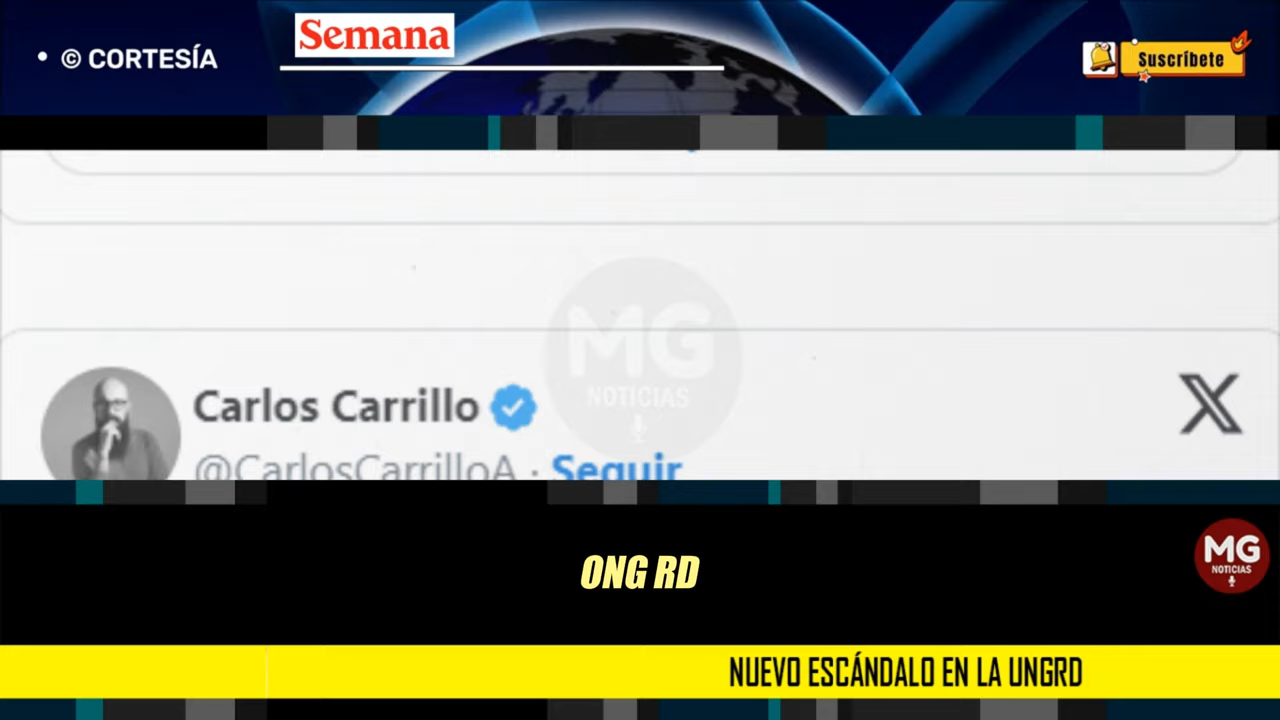 • © CORTESÍA
Semana
Suscríbete
MG
NOTICIAS
Carlos Carrillo
@CarlosCarrilloA · Seguir
X
ONG RD
MG
NOTICIAS
NUEVO ESCÁNDALO EN LA UNGRD